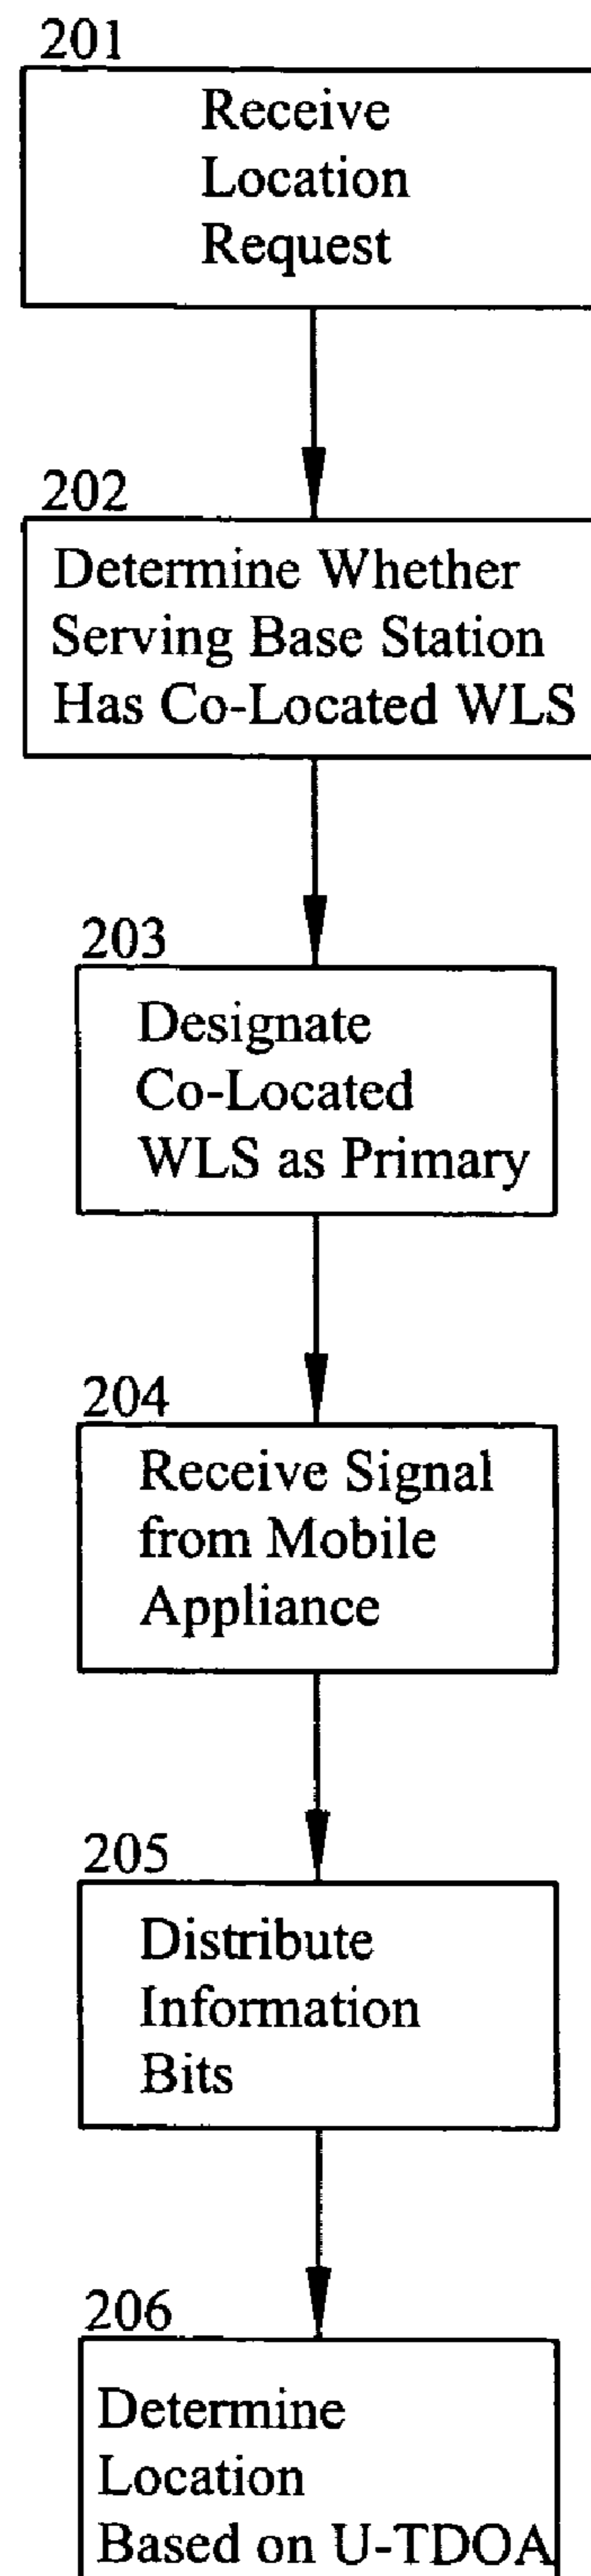 201
Receive
Location
Request
202
Determine Whether
Serving Base Station
Has Co-Located WLS
203
Designate
Co-Located
WLS as Primary
204
Receive Signal
from Mobile
Appliance
205
Distribute
Information
Bits
206
Determine
Location
Based on U-TDOA